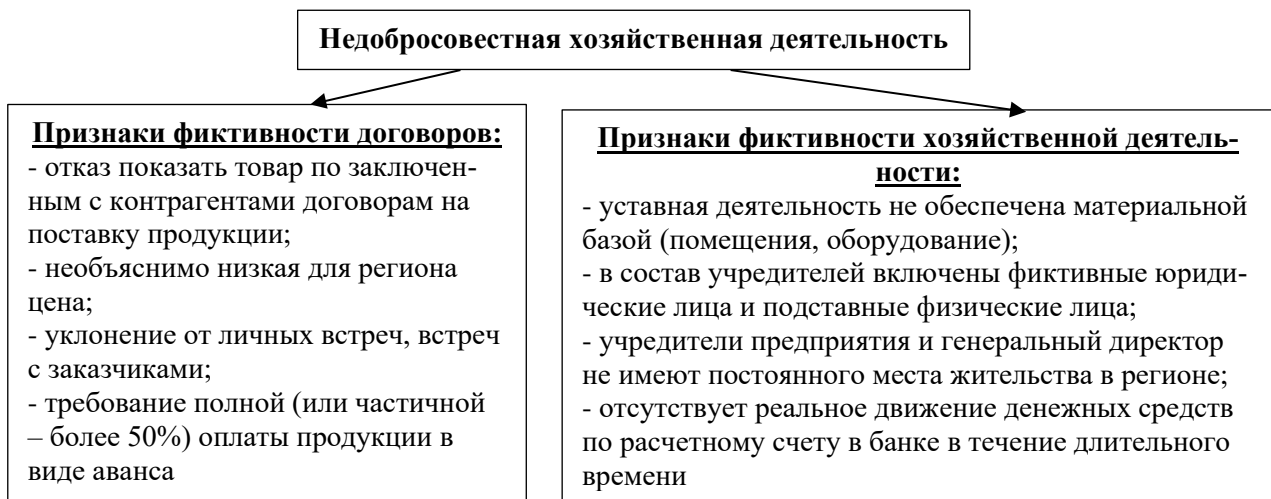 Недобросовестная хозяйственная деятельность
Признаки фиктивности договоров:
- отказ показать товар по заключен-
ным с контрагентами договорам на
поставку продукции;
- необъяснимо низкая для региона
цена;
- уклонение от личных встреч, встреч
с заказчиками;
- требование полной (или частичной
– более 50%) оплаты продукции в
виде аванса
Признаки фиктивности хозяйственной деятель-
ности:
- уставная деятельность не обеспечена материальной
базой (помещения, оборудование);
- в состав учредителей включены фиктивные юриди-
ческие лица и подставные физические лица;
- учредители предприятия и генеральный директор
не имеют постоянного места жительства в регионе;
- отсутствует реальное движение денежных средств
по расчетному счету в банке в течение длительного
времени